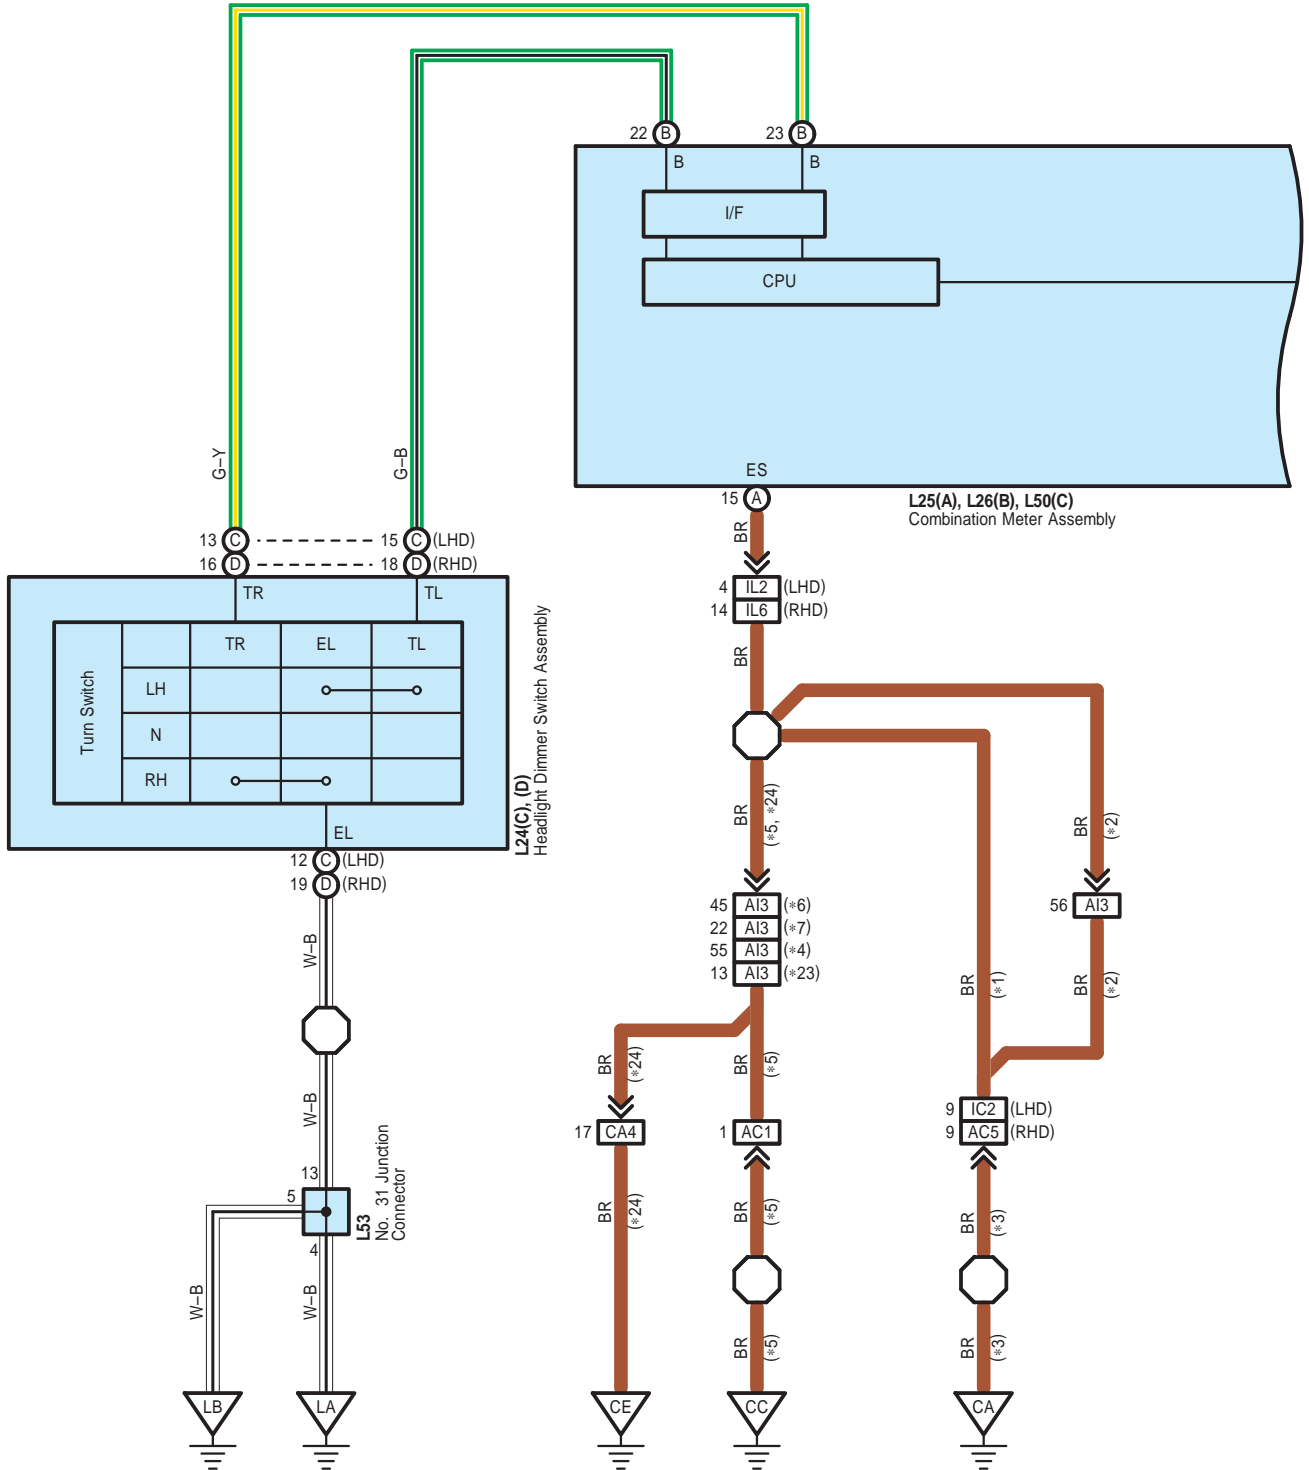 22 B
23 B
B
B
I/F
CPU
ES
15 A
L25(A), L26(B), L50(C)
Combination Meter Assembly
G–Y
G–B
13 C
15 C (LHD)
16 D
18 D (RHD)
TR
TL
TR EL TL
Turn Switch
LH
N
RH
EL
L24(C), (D)
Headlight Dimmer Switch Assembly
12 C (LHD)
19 D (RHD)
W–B
W–B
13
5
4
L53
No. 31 Junction
Connector
W–B
W–B
LB
LA
BR
4 IL2 (LHD)
14 IL6 (RHD)
BR
BR
(∗5, ∗24)
BR
(∗2)
45 AI3 (∗6)
22 AI3 (∗7)
55 AI3 (∗4)
13 AI3 (∗23)
56 AI3
BR
(∗1)
BR
(∗2)
BR
(∗24)
BR
(∗5)
17 CA4
1 AC1
9 IC2 (LHD)
9 AC5 (RHD)
BR
(∗24)
BR
(∗5)
BR
(∗3)
BR
(∗5)
BR
(∗3)
CE
CC
CA